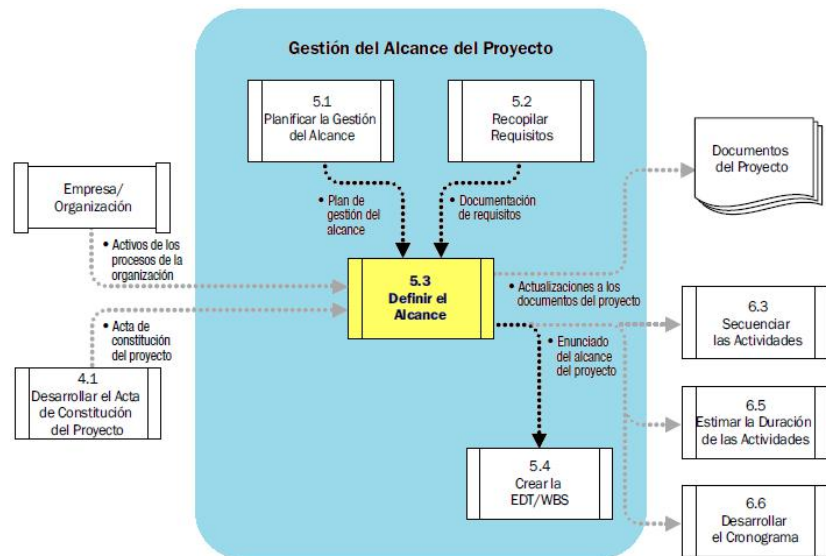 Gestión del Alcance del Proyecto
5.1
Planificar la Gestión
del Alcance
5.2
Recopilar
Requisitos
Documentos
del Proyecto
Empresa/
Organización
• Plan de
gestión del
alcance
• Documentación
de requisitos
• Activos de los
procesos de la
organización
5.3
Definir el
Alcance
• Actualizaciones a los
documentos del proyecto
• Acta de
constitución
del proyecto
• Enunciado
del alcance
del proyecto
6.3
Secuenciar
las Actividades
4.1
Desarrollar el Acta
de Constitución
del Proyecto
6.5
Estimar la Duración
de las Actividades
5.4
Crear la
EDT/WBS
6.6
Desarrollar
el Cronograma